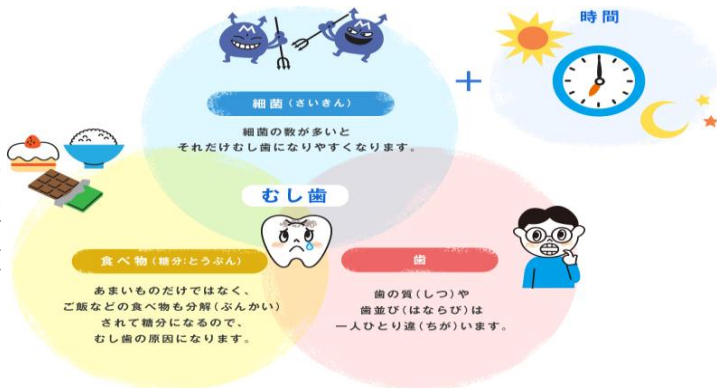 時間
細菌(さいきん)
細菌の数が多いと
それだけむし歯になりやすくなります。
むし歯
食べ物(糖分:とうぶん)
あまいものだけではなく、
ご飯などの食べ物も分解(ぶんかい)
されて糖分になるので、
むし歯の原因になります。
歯
歯の質(しつ)や
歯並び(はならび)は
一人ひとり違(ちが)います。